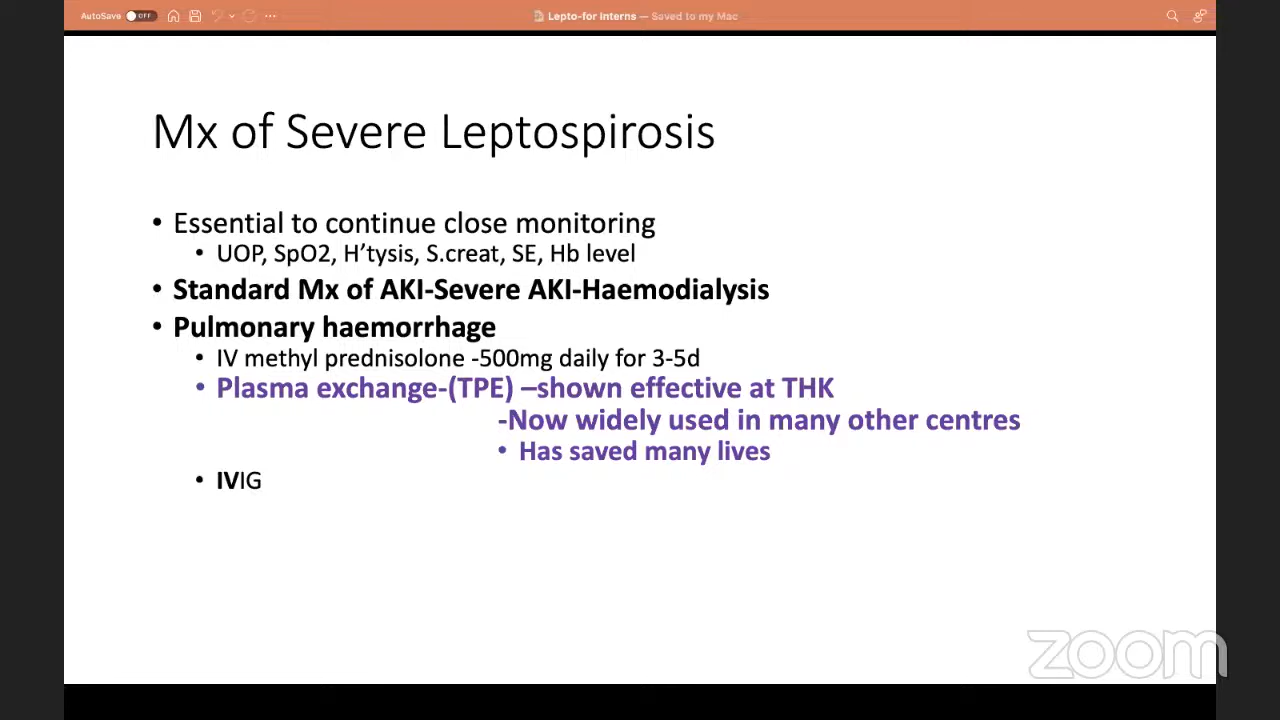 AutoSave OFF
Lepto-for Interns — Saved to my Mac
Mx of Severe Leptospirosis
• Essential to continue close monitoring
• UOP, SpO2, H’tysis, S.creat, SE, Hb level
• Standard Mx of AKI-Severe AKI-Haemodialysis
• Pulmonary haemorrhage
• IV methyl prednisolone -500mg daily for 3-5d
• Plasma exchange-(TPE) –shown effective at THK
-Now widely used in many other centres
• Has saved many lives
• IVIG
zoom